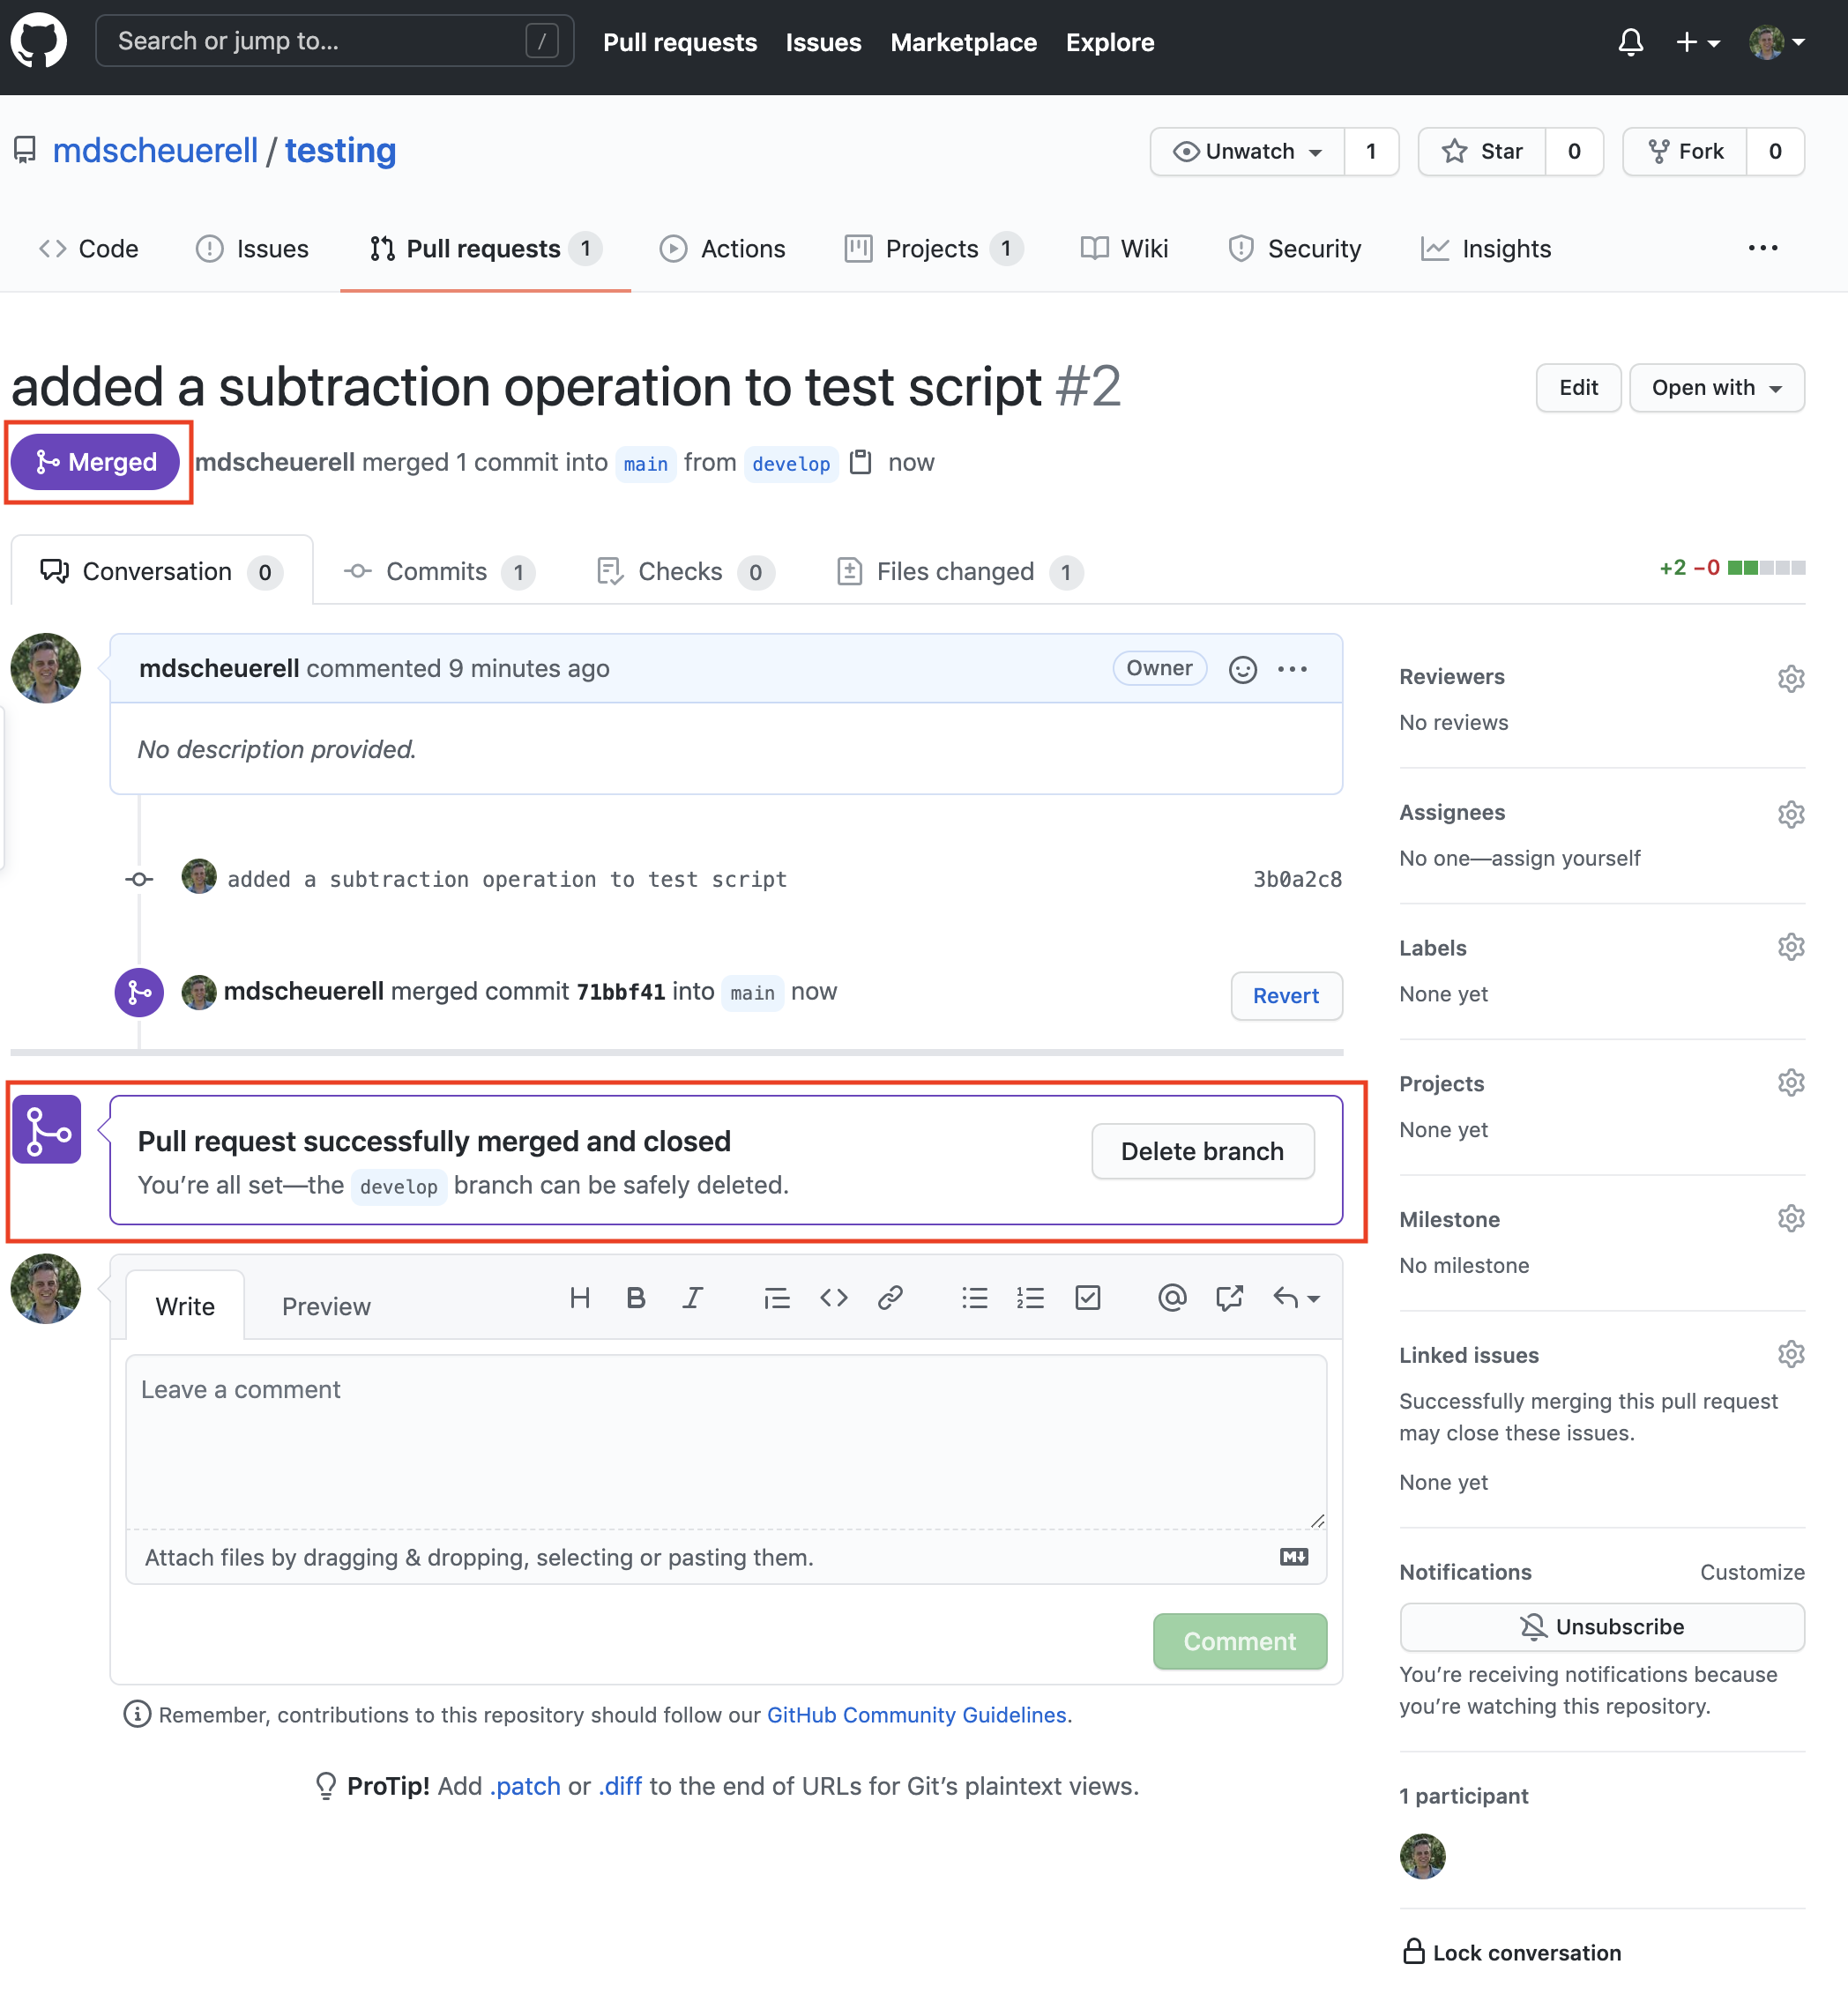 Search or jump to... /
Pull requests Issues Marketplace Explore
mdscheuerell / testing
Unwatch 1 Star 0 Fork 0
Code Issues Pull requests 1 Actions Projects 1 Wiki Security Insights
added a subtraction operation to test script #2
Edit Open with
Merged mdscheuerell merged 1 commit into main from develop now
Conversation 0 Commits 1 Checks 0 Files changed 1
+2 −0
mdscheuerell commented 9 minutes ago Owner
No description provided.
added a subtraction operation to test script 3b0a2c8
mdscheuerell merged commit 71bbf41 into main now Revert
Pull request successfully merged and closed
You’re all set—the develop branch can be safely deleted.
Delete branch
Write Preview
H B I
Leave a comment
Attach files by dragging & dropping, selecting or pasting them.
Comment
Remember, contributions to this repository should follow our GitHub Community Guidelines.
ProTip! Add .patch or .diff to the end of URLs for Git’s plaintext views.
Reviewers
No reviews
Assignees
No one—assign yourself
Labels
None yet
Projects
None yet
Milestone
No milestone
Linked issues
Successfully merging this pull request
may close these issues.
None yet
Notifications Customize
Unsubscribe
You’re receiving notifications because
you’re watching this repository.
1 participant
Lock conversation